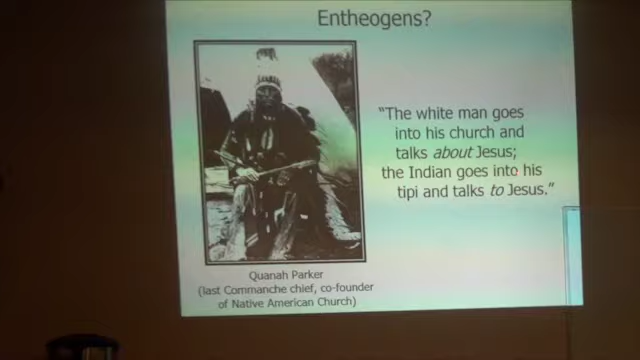 Entheogens?
“The white man goes
into his church and
talks about Jesus;
the Indian goes into his
tipi and talks to Jesus.”
Quanah Parker
(last Commanche chief, co-founder
of Native American Church)